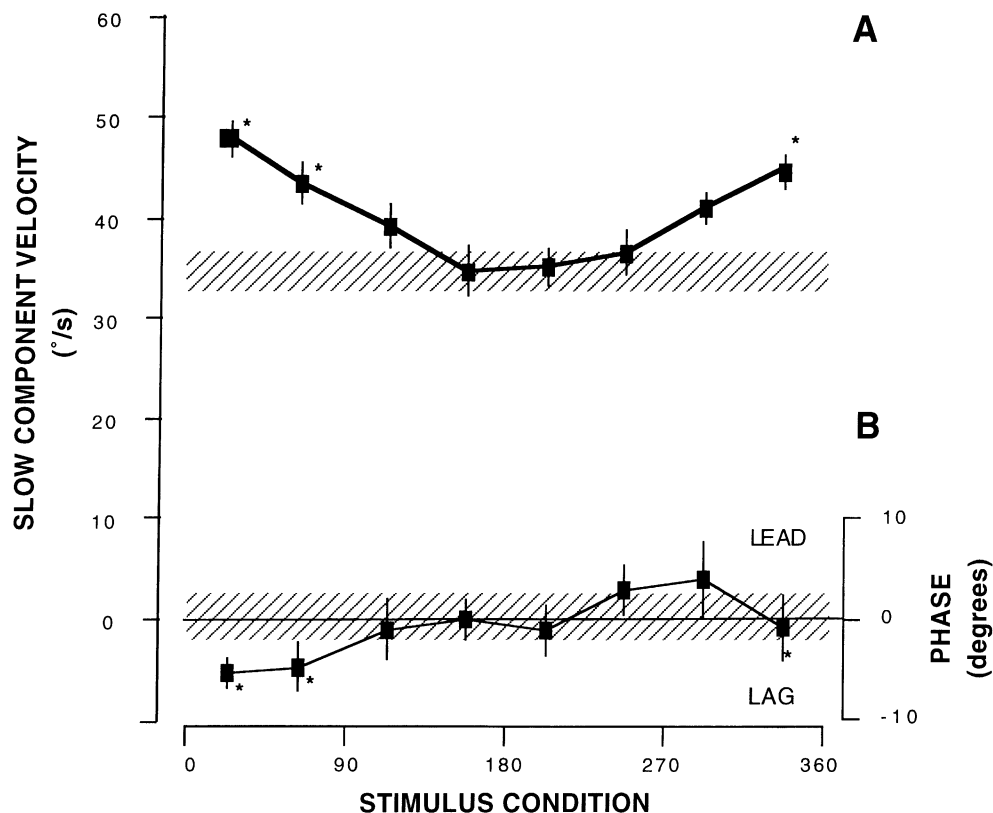 60
A
50
*
*
*
40
30
20
B
10
10
LEAD
0
0
*
*
*
LAG
-10
0 90 180 270 360
STIMULUS CONDITION
SLOW COMPONENT VELOCITY
(°/s)
PHASE
(degrees)